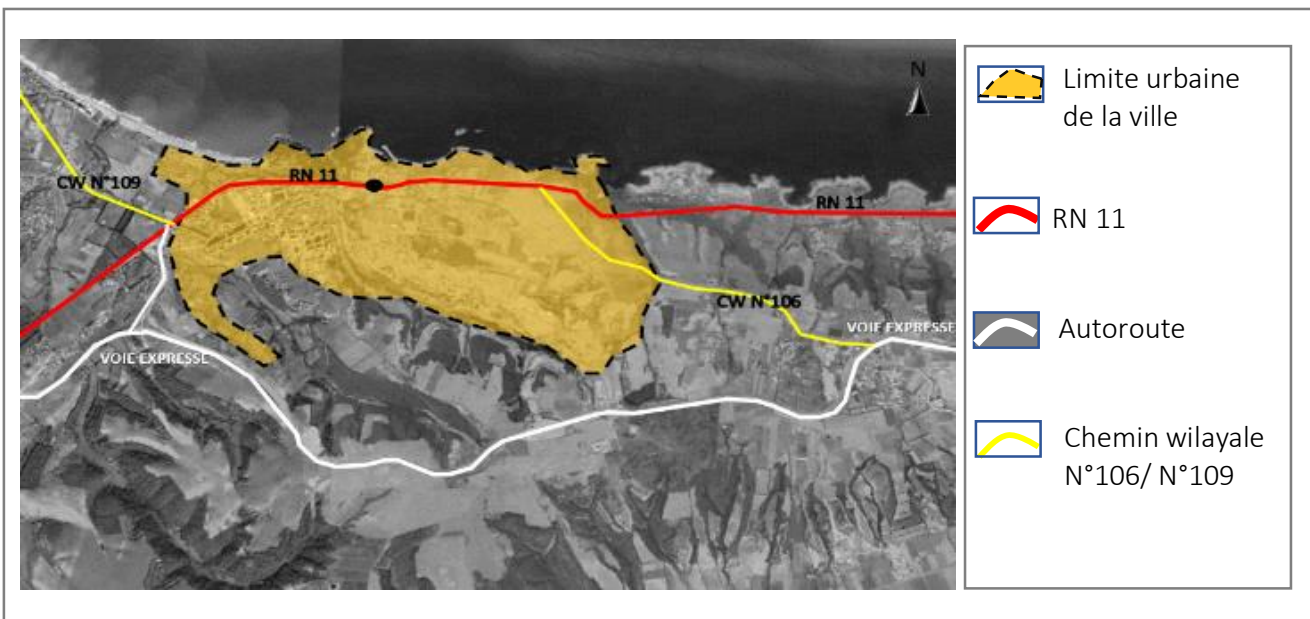 N
CW N°109
RN 11
RN 11
CW N°106
VOIE EXPRESSE
VOIE EXPRESSE
Limite urbaine
de la ville
RN 11
Autoroute
Chemin wilayale
N°106/ N°109